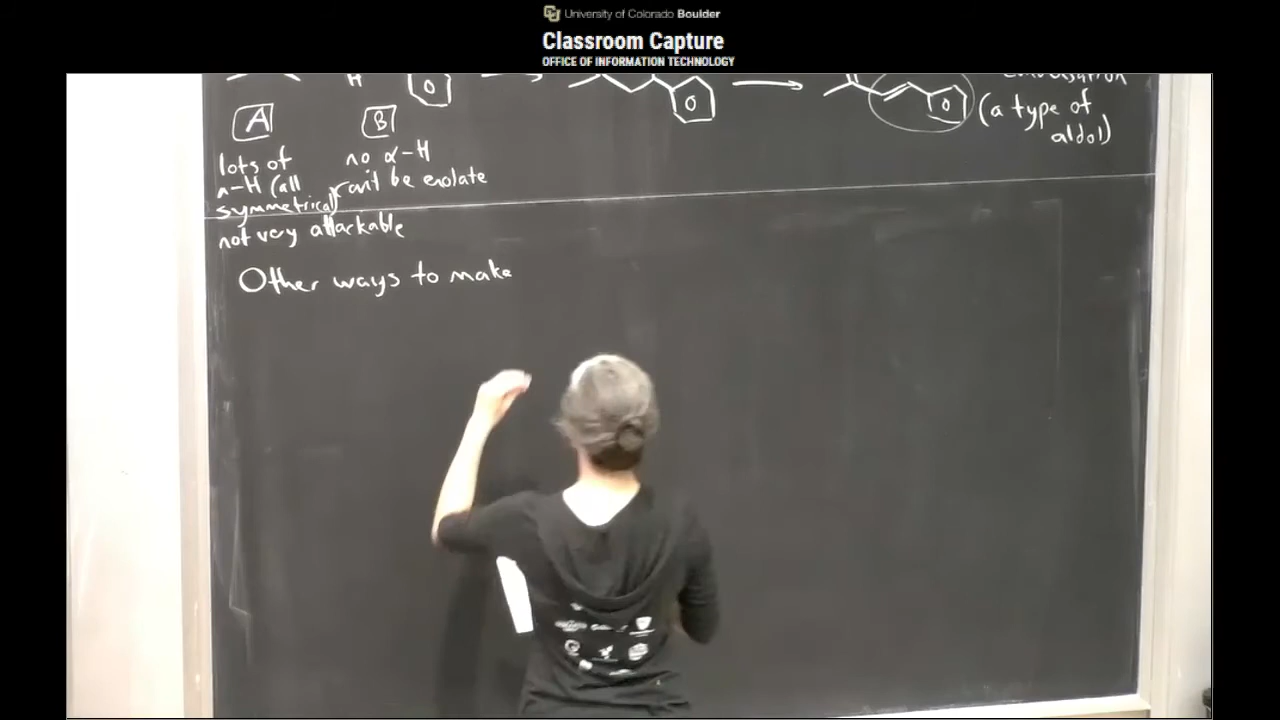 University of Colorado Boulder
Classroom Capture
OFFICE OF INFORMATION TECHNOLOGY
H
(a type of
aldol)
A
B
lots of
α-H (all
symmetrical)
no α-H
can't be enolate
not very attackable
Other ways to make